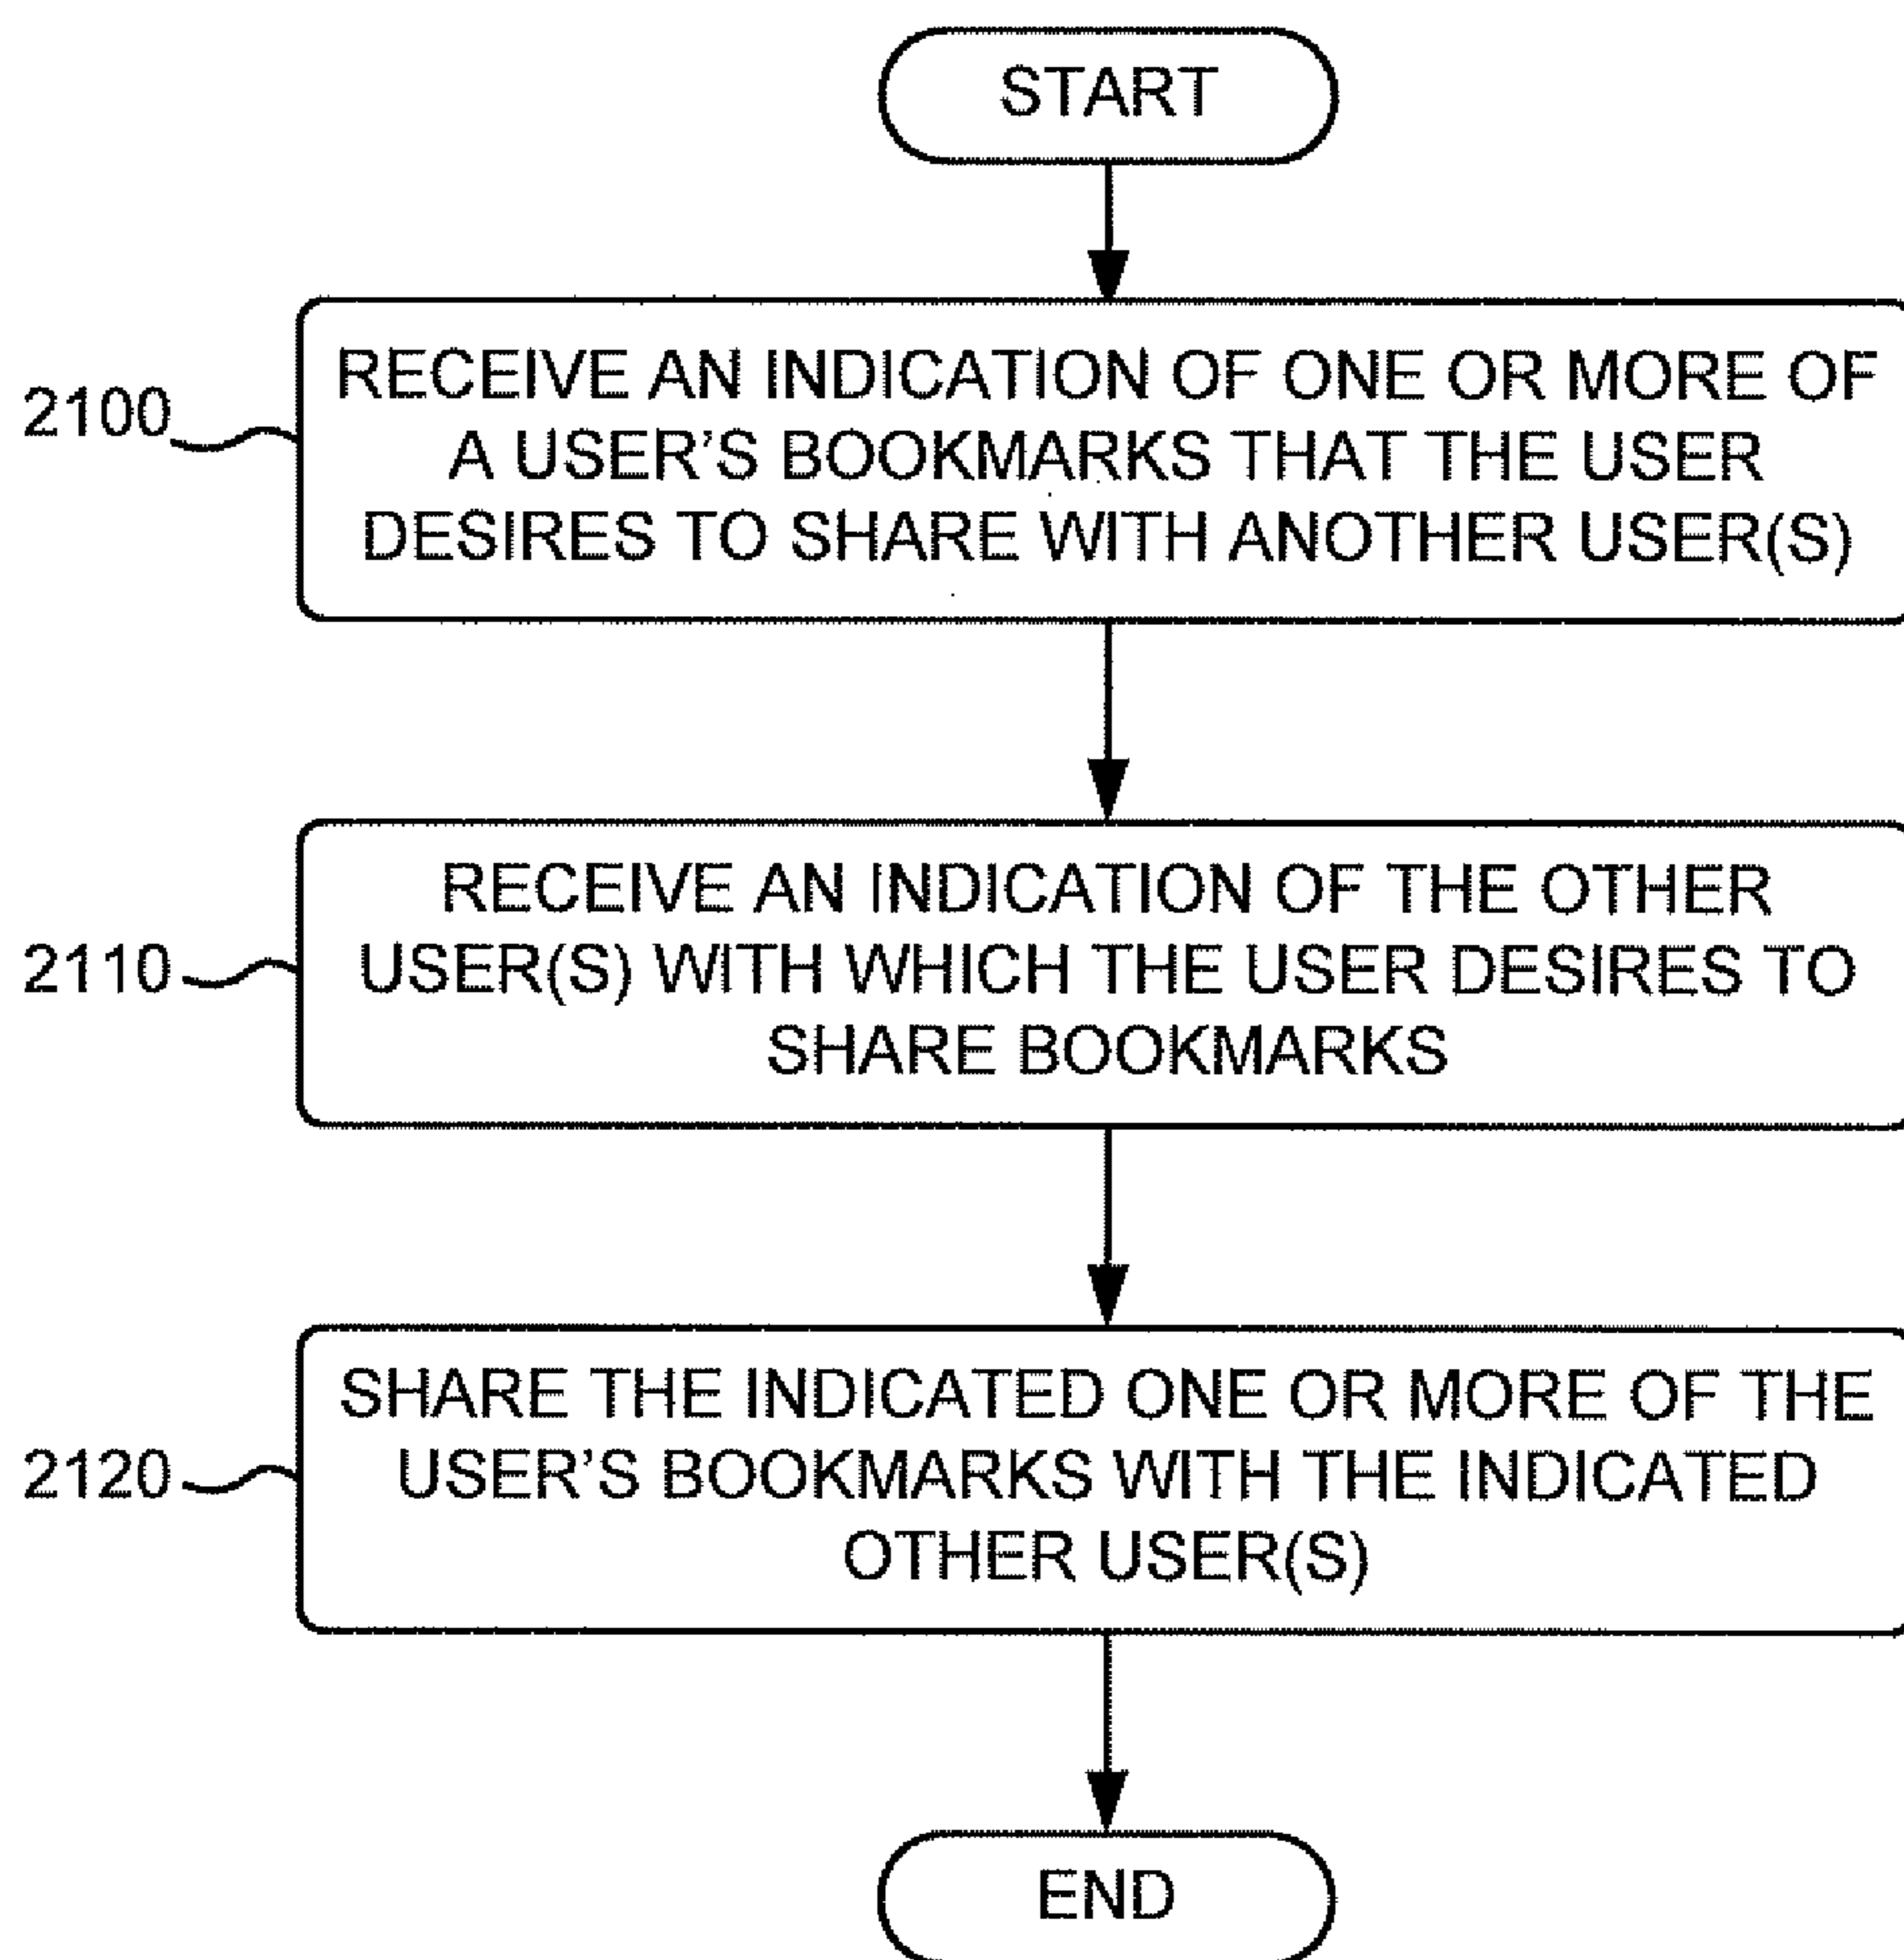 START
2100
RECEIVE AN INDICATION OF ONE OR MORE OF
A USER'S BOOKMARKS THAT THE USER
DESIRES TO SHARE WITH ANOTHER USER(S)
2110
RECEIVE AN INDICATION OF THE OTHER
USER(S) WITH WHICH THE USER DESIRES TO
SHARE BOOKMARKS
2120
SHARE THE INDICATED ONE OR MORE OF THE
USER'S BOOKMARKS WITH THE INDICATED
OTHER USER(S)
END